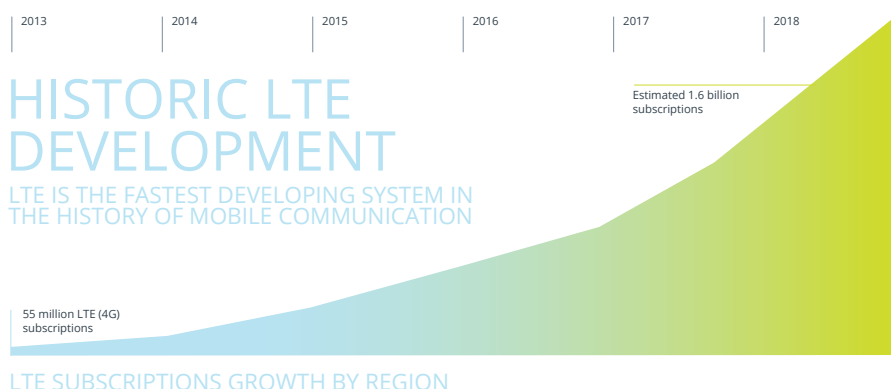 2013 2014 2015 2016 2017 2018
HISTORIC LTE
DEVELOPMENT
LTE IS THE FASTEST DEVELOPING SYSTEM IN
THE HISTORY OF MOBILE COMMUNICATION
Estimated 1.6 billion
subscriptions
55 million LTE (4G)
subscriptions
LTE SUBSCRIPTIONS GROWTH BY REGION